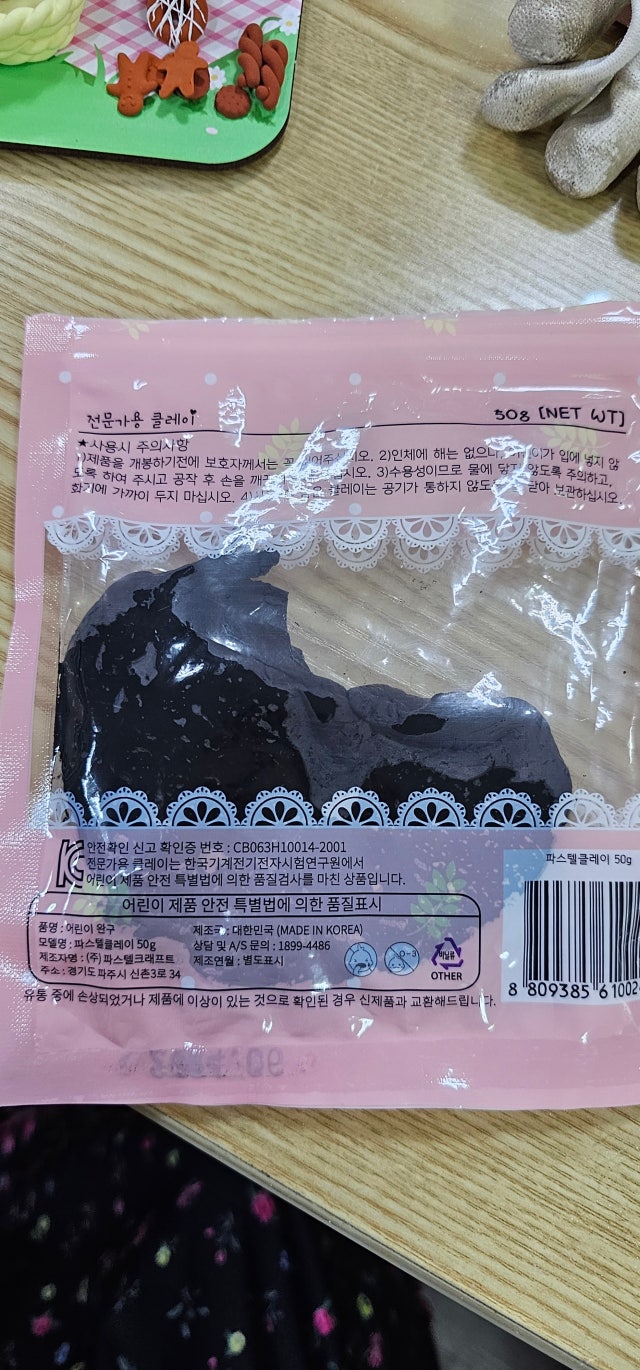 전문가용 클레이
50g [NET WT]
★사용시 주의사항
1)제품을 개봉하기전에 보호자께서는 꼭 오. 2)인체에 해는 없으나, 입에 넣지 않
도록 하여 주시고 공작 후 손을 깨끗 십시오. 3)수용성이므로 물에 닿지 않도록 주의하고,
화기에 가까이 두지 마십시오. 클레이는 공기가 통하지 않도록 닫아 보관하십시오.
안전확인 신고 확인증 번호 : CB063H10014-2001
전문가용 클레이는 한국기계전기전자시험연구원에서
어린이 제품 안전 특별법에 의한 품질검사를 마친 상품입니다.
어린이 제품 안전 특별법에 의한 품질표시
품명 : 어린이 완구
모델명 : 파스텔클레이 50g
제조자명 : (주) 파스텔크래프트
주소 : 경기도 파주시 신촌3로 34
제조국 : 대한민국 (MADE IN KOREA)
상담 및 A/S 문의 : 1899-4486
제조연월 : 별도표시
0-3
비닐류
OTHER
유통 중에 손상되었거나 제품에 이상이 있는 것으로 확인된 경우 신제품과 교환해드립니다.
파스텔클레이 50g
8 809385 61002